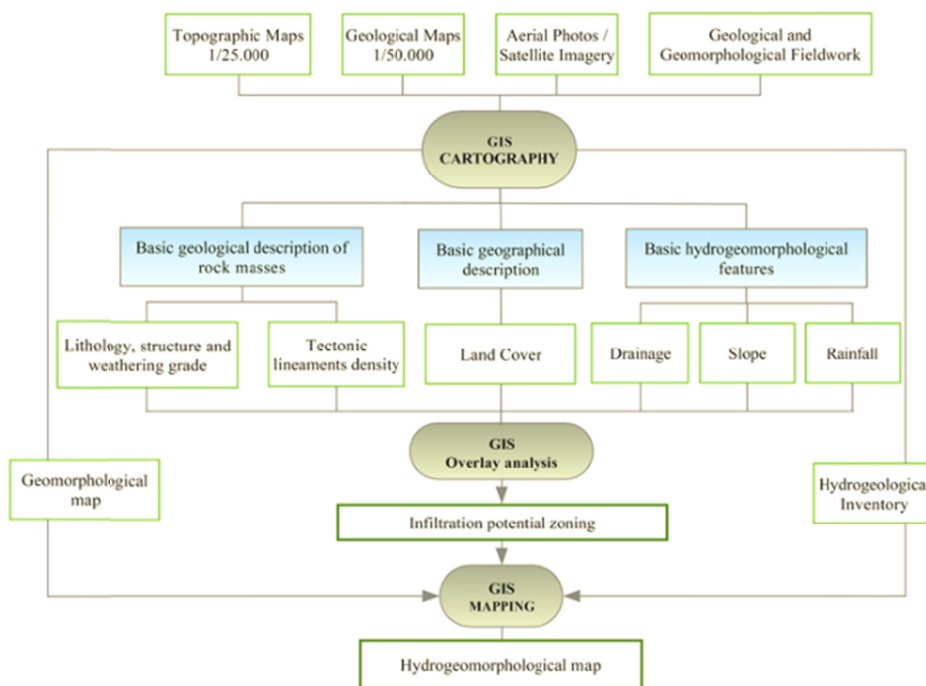 Topographic Maps
1/25.000
Geological Maps
1/50.000
Aerial Photos /
Satellite Imagery
Geological and
Geomorphological Fieldwork
GIS
CARTOGRAPHY
Basic geological description of
rock masses
Basic geographical
description
Basic hydrogeomorphological
features
Lithology, structure and
weathering grade
Tectonic
lineaments density
Land Cover
Drainage
Slope
Rainfall
GIS
Overlay analysis
Geomorphological
map
Hydrogeological
Inventory
Infiltration potential zoning
GIS
MAPPING
Hydrogeomorphological map